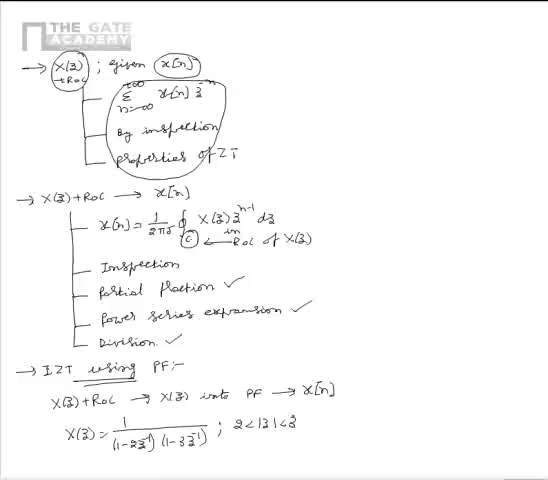 THE GATE
ACADEMY
→ X(z) ; given x[n]
+ROC
+∞
Σ x[n] z^-n
n=-∞
By inspection
properties of ZT
→ X(z)+ROC → x[n]
x[n] = 1/2πj ∮ X(z) z^n-1 dz
c ← in ROC of X(z)
Inspection
Partial fraction ✓
Power series expansion ✓
Division ✓
→ IZT using PF:-
X(z)+ROC → X(z) into PF → x[n]
X(z) = 1/(1-2z^-1)(1-3z^-1) ; 2<|z|<3